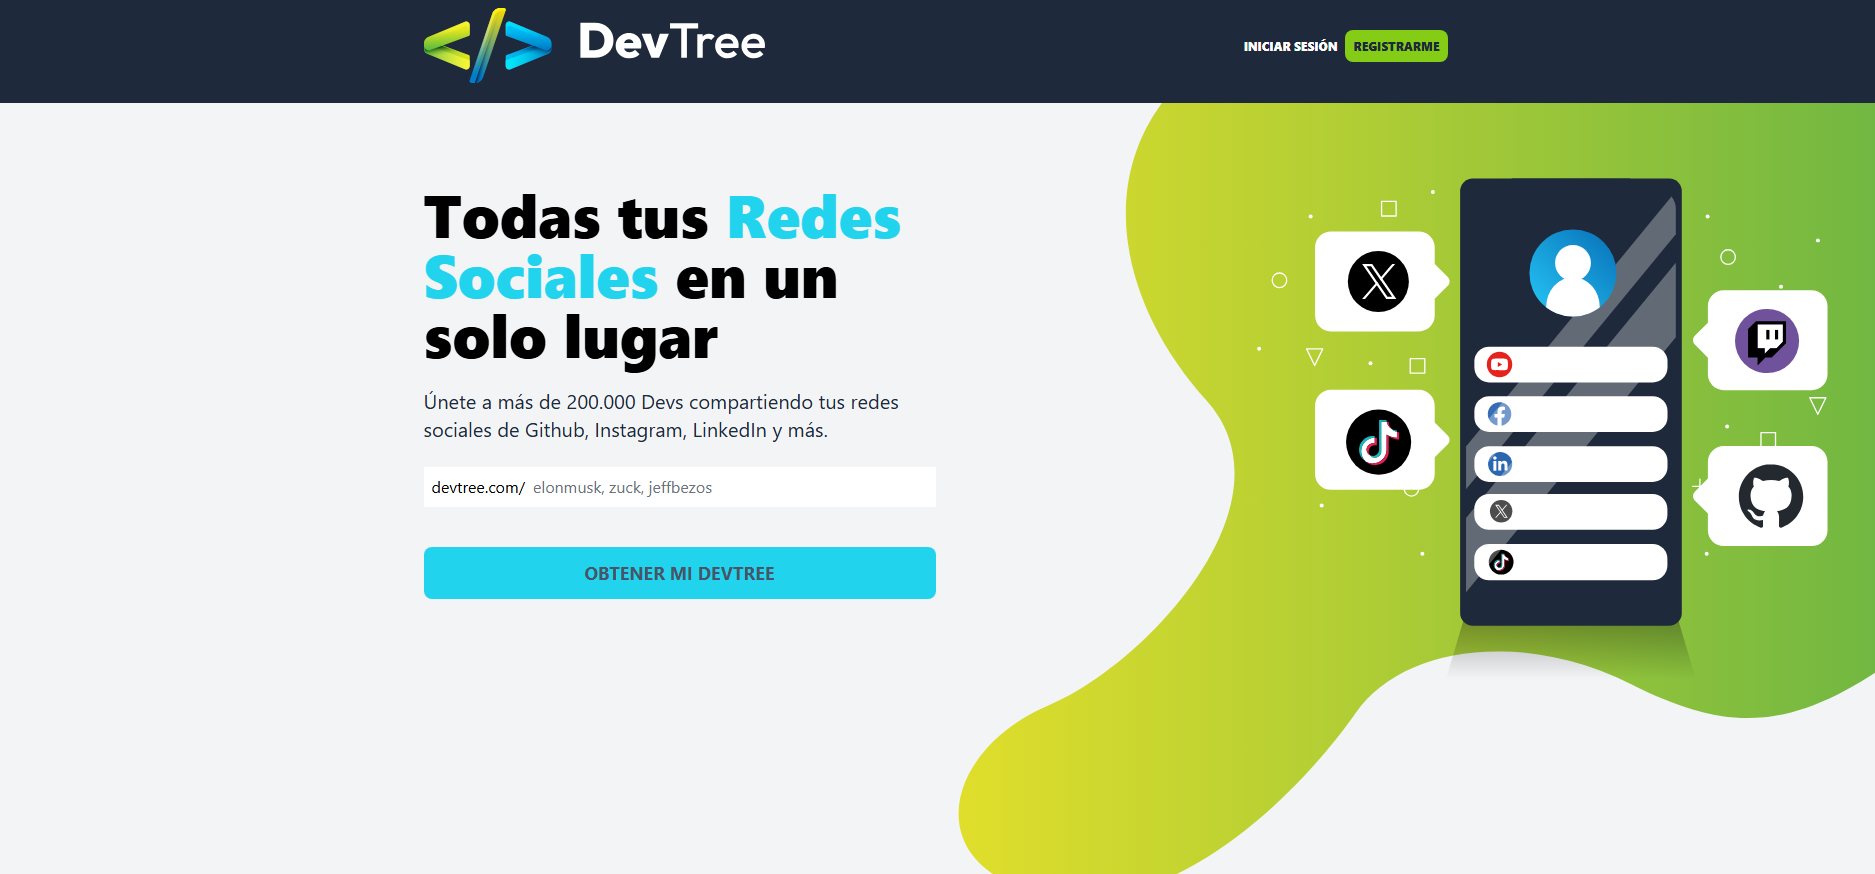 DevTree
INICIAR SESIÓN
REGISTRARME
Todas tus Redes
Sociales en un
solo lugar
Únete a más de 200.000 Devs compartiendo tus redes
sociales de Github, Instagram, LinkedIn y más.
devtree.com/ elonmusk, zuck, jeffbezos
OBTENER MI DEVTREE
in